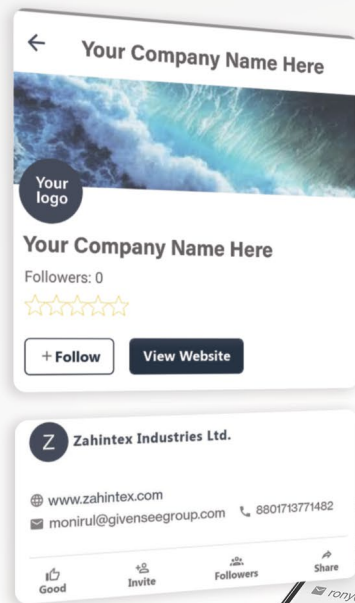 Your Company Name Here
Your
logo
Your Company Name Here
Followers: 0
+ Follow
View Website
Z
Zahintex Industries Ltd.
www.zahintex.com
monirul@givenseegroup.com
8801713771482
Good
Invite
Followers
Share